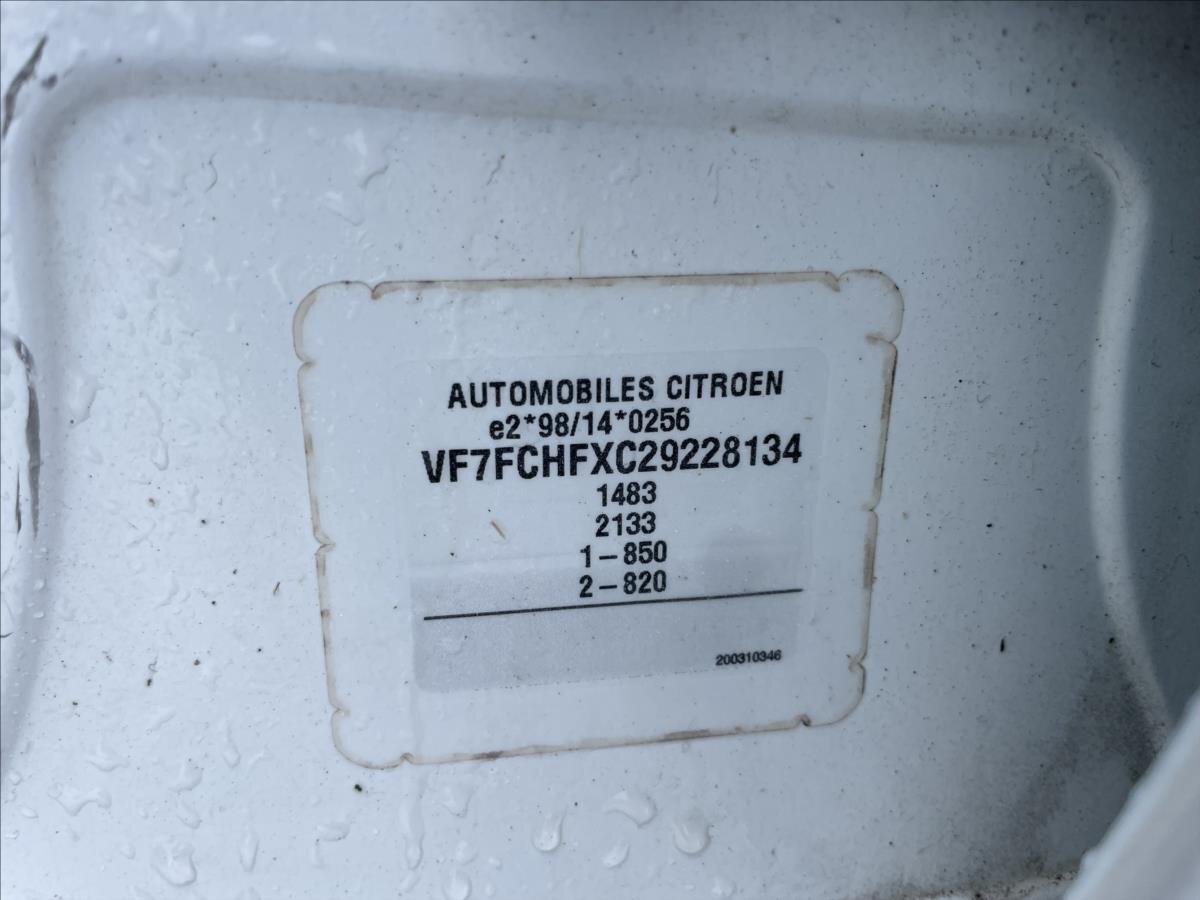 AUTOMOBILES CITROEN
e2*98/14*0256
VF7FCHFXC29228134
1483
2133
1-850
2-820
200310346